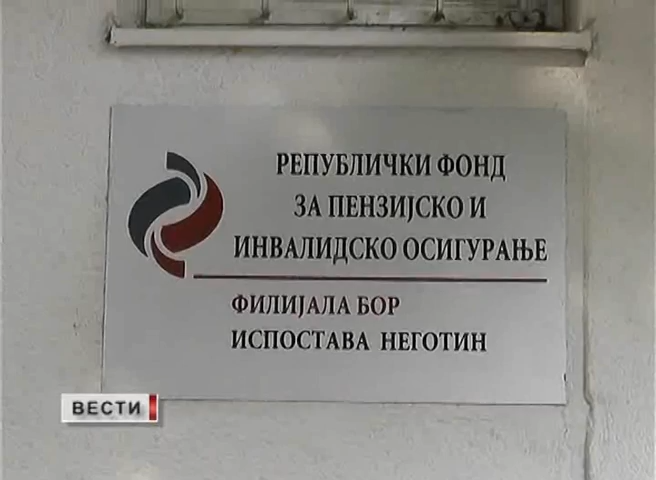 РЕПУБЛИЧКИ ФОНД
ЗА ПЕНЗИЈСКО И
ИНВАЛИДСКО ОСИГУРАЊЕ
ФИЛИЈАЛА БОР
ИСПОСТАВА НЕГОТИН
ВЕСТИ